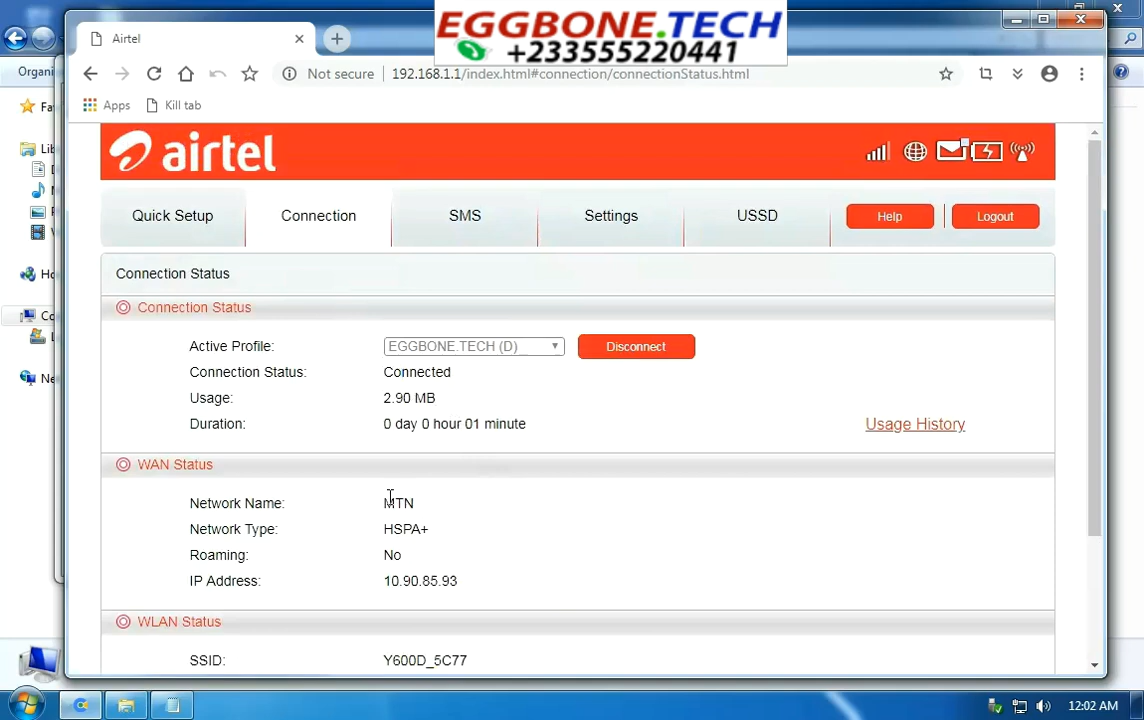 EGGBONE.TECH
+233555220441
Airtel
Organi
Not secure 192.168.1.1/index.html#connection/connectionStatus.html
Apps Kill tab
airtel
Quick Setup Connection SMS Settings USSD Help Logout
Connection Status
Connection Status
Active Profile: EGGBONE.TECH (D) Disconnect
Connection Status: Connected
Usage: 2.90 MB
Duration: 0 day 0 hour 01 minute Usage History
WAN Status
Network Name: MTN
Network Type: HSPA+
Roaming: No
IP Address: 10.90.85.93
WLAN Status
SSID: Y600D_5C77
12:02 AM